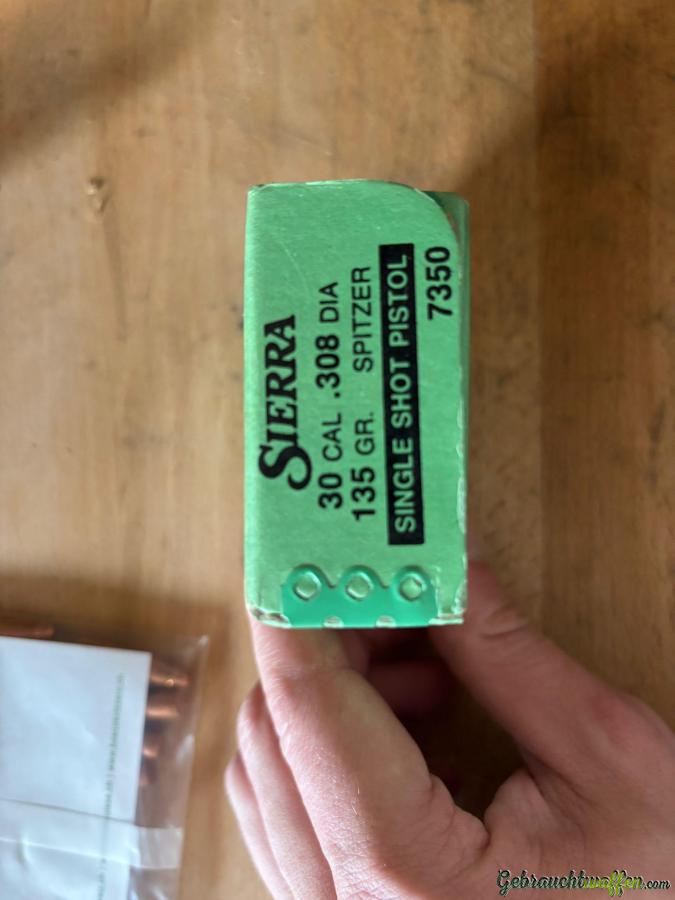 SIERRA
30 CAL .308 DIA
135 GR. SPITZER
SINGLE SHOT PISTOL
7350
Gebrauchtwaffen.com